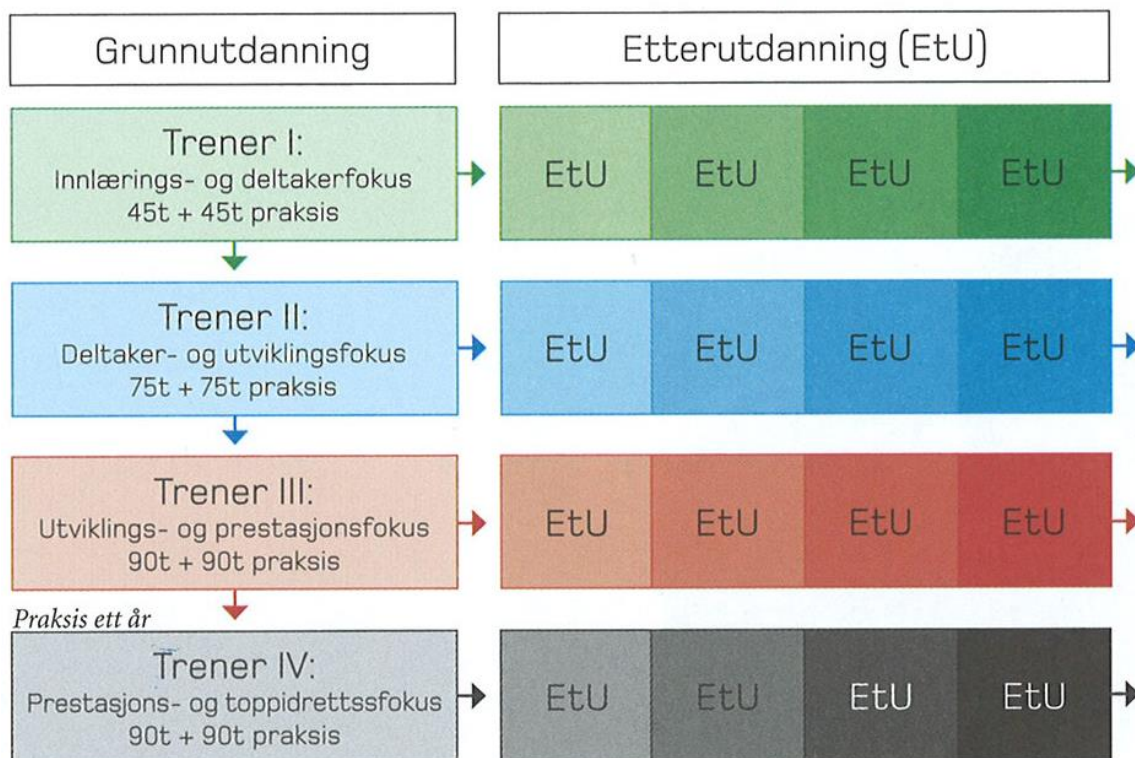 Grunnutdanning
Etterutdanning (EtU)
Trener I:
Innlærings- og deltakerfokus
45t + 45t praksis
EtU EtU EtU EtU
Trener II:
Deltaker- og utviklingsfokus
75t + 75t praksis
EtU EtU EtU EtU
Trener III:
Utviklings- og prestasjonsfokus
90t + 90t praksis
EtU EtU EtU EtU
Praksis ett år
Trener IV:
Prestasjons- og toppidrettssfokus
90t + 90t praksis
EtU EtU EtU EtU